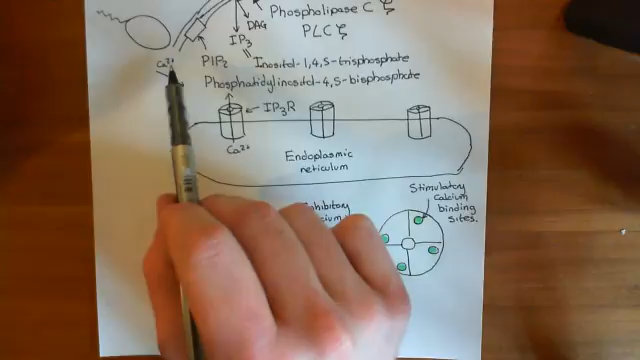 Phospholipase C ζ
DAG
PLC ζ
IP3
Ca2+
PIP2
Inositol-1,4,5-trisphosphate
Phosphatidylinositol-4,5-bisphosphate
IP3R
Ca2+
Endoplasmic
reticulum
Stimulatory
Calcium
binding
sites.